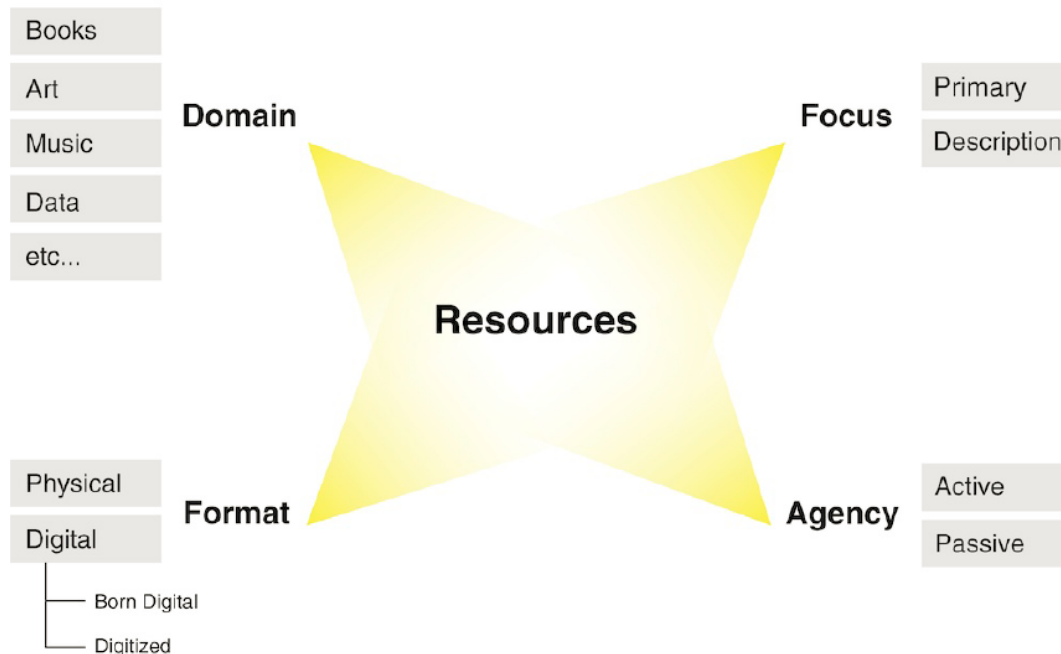 Books
Art
Music
Data
etc...
Domain
Focus
Primary
Description
Resources
Physical
Digital
Born Digital
Digitized
Format
Agency
Active
Passive